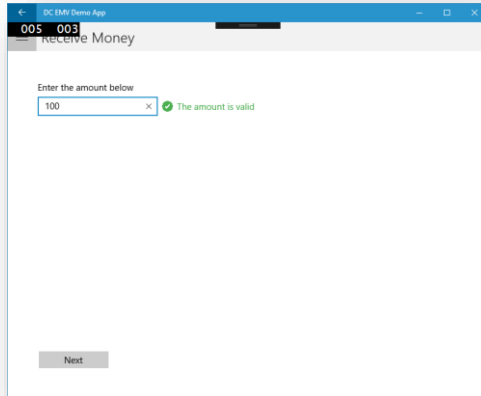 DC EMV Demo App
005 003
Receive Money
Enter the amount below
100
The amount is valid
Next